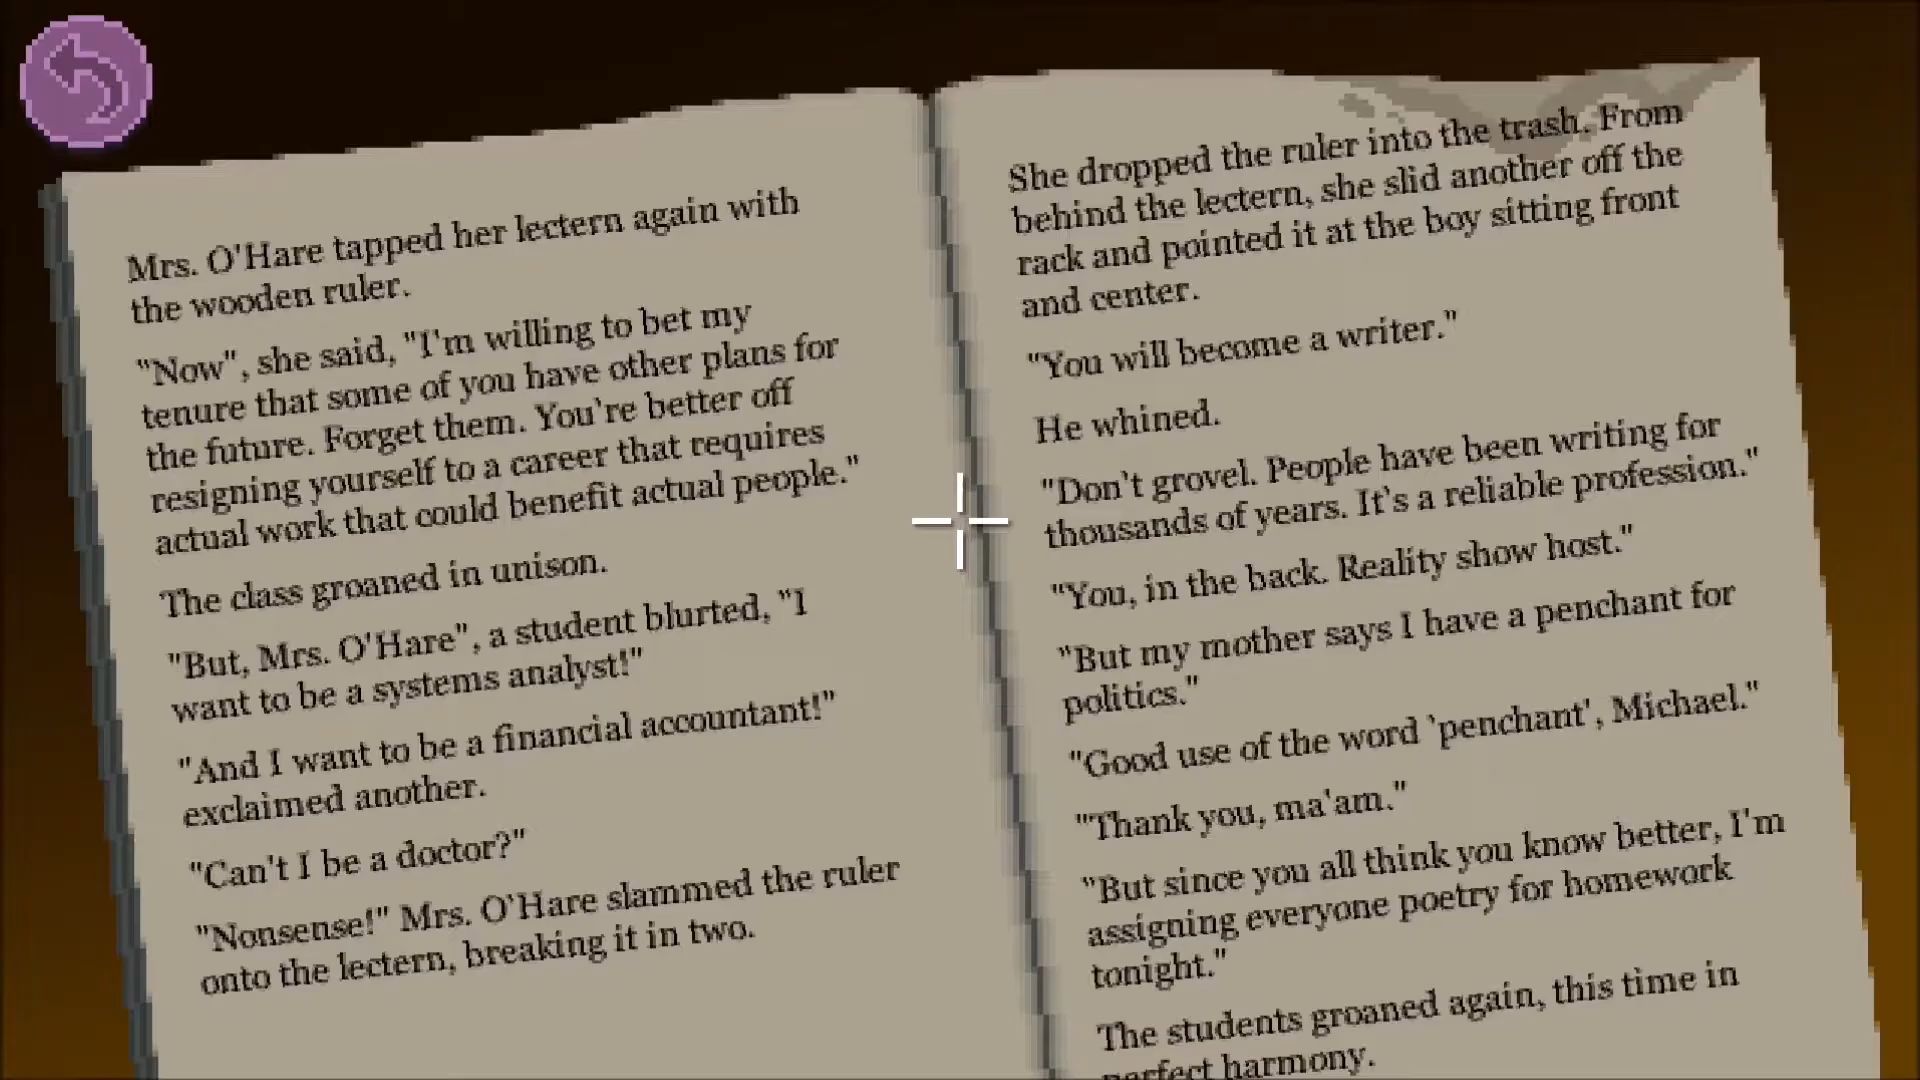 Mrs. O'Hare tapped her lectern again with
the wooden ruler.
"Now", she said, "I'm willing to bet my
tenure that some of you have other plans for
the future. Forget them. You're better off
resigning yourself to a career that requires
actual work that could benefit actual people."
The class groaned in unison.
"But, Mrs. O'Hare", a student blurted, "I
want to be a systems analyst!"
"And I want to be a financial accountant!"
exclaimed another.
"Can't I be a doctor?"
"Nonsense!" Mrs. O'Hare slammed the ruler
onto the lectern, breaking it in two.
She dropped the ruler into the trash. From
behind the lectern, she slid another off the
rack and pointed it at the boy sitting front
and center.
"You will become a writer."
He whined.
"Don't grovel. People have been writing for
thousands of years. It's a reliable profession."
"You, in the back. Reality show host."
"But my mother says I have a penchant for
politics."
"Good use of the word 'penchant', Michael."
"Thank you, ma'am."
"But since you all think you know better, I'm
assigning everyone poetry for homework
tonight."
The students groaned again, this time in
perfect harmony.